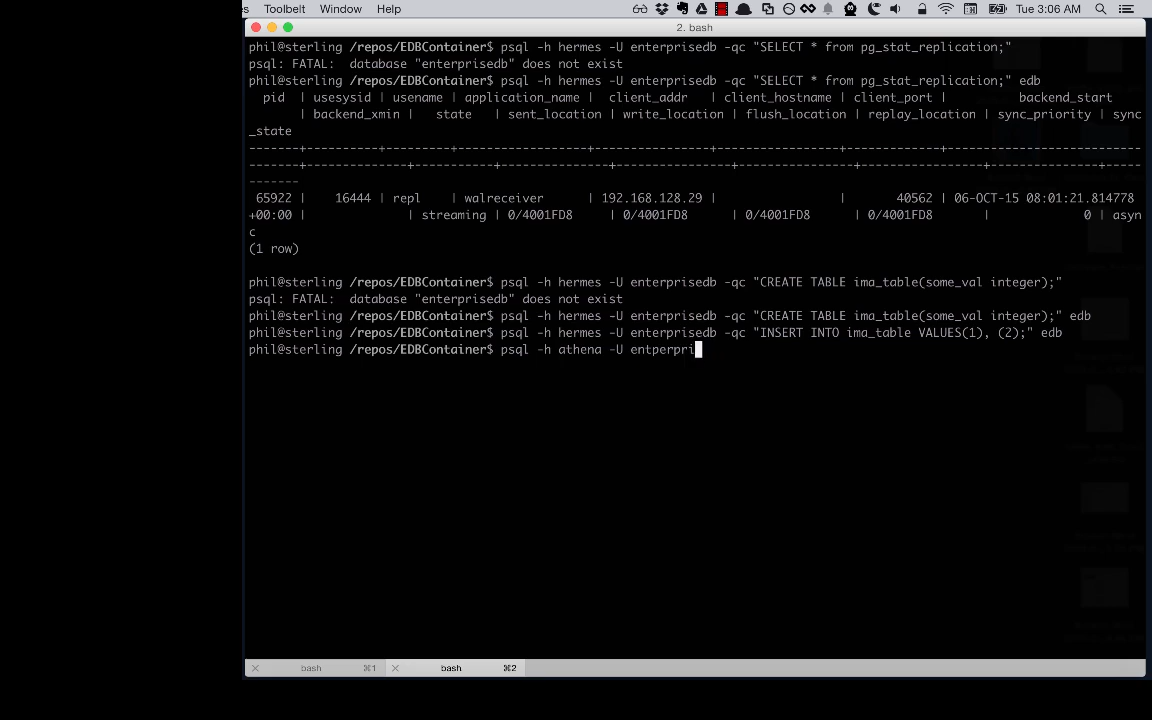 s Toolbelt Window Help Tue 3:06 AM
2. bash
phil@sterling /repos/EDBContainer$ psql -h hermes -U enterprisedb -qc "SELECT * from pg_stat_replication;"
psql: FATAL:  database "enterprisedb" does not exist
phil@sterling /repos/EDBContainer$ psql -h hermes -U enterprisedb -qc "SELECT * from pg_stat_replication;" edb
  pid  | usesysid | usename | application_name |  client_addr   | client_hostname | client_port |          backend_start
        | backend_xmin |   state   | sent_location | write_location | flush_location | replay_location | sync_priority | sync
_state
-------+----------+---------+------------------+----------------+-----------------+-------------+---------------------------
-------+--------------+-----------+---------------+----------------+----------------+-----------------+---------------+-----
-------
 65922 |    16444 | repl    | walreceiver      | 192.168.128.29 |                 |       40562 | 06-OCT-15 08:01:21.814778
+00:00 |              | streaming | 0/4001FD8     | 0/4001FD8      | 0/4001FD8      | 0/4001FD8       |             0 | asyn
c
(1 row)
phil@sterling /repos/EDBContainer$ psql -h hermes -U enterprisedb -qc "CREATE TABLE ima_table(some_val integer);"
psql: FATAL:  database "enterprisedb" does not exist
phil@sterling /repos/EDBContainer$ psql -h hermes -U enterprisedb -qc "CREATE TABLE ima_table(some_val integer);" edb
phil@sterling /repos/EDBContainer$ psql -h hermes -U enterprisedb -qc "INSERT INTO ima_table VALUES(1), (2);" edb
phil@sterling /repos/EDBContainer$ psql -h athena -U entperpri
bash ⌘1 bash ⌘2